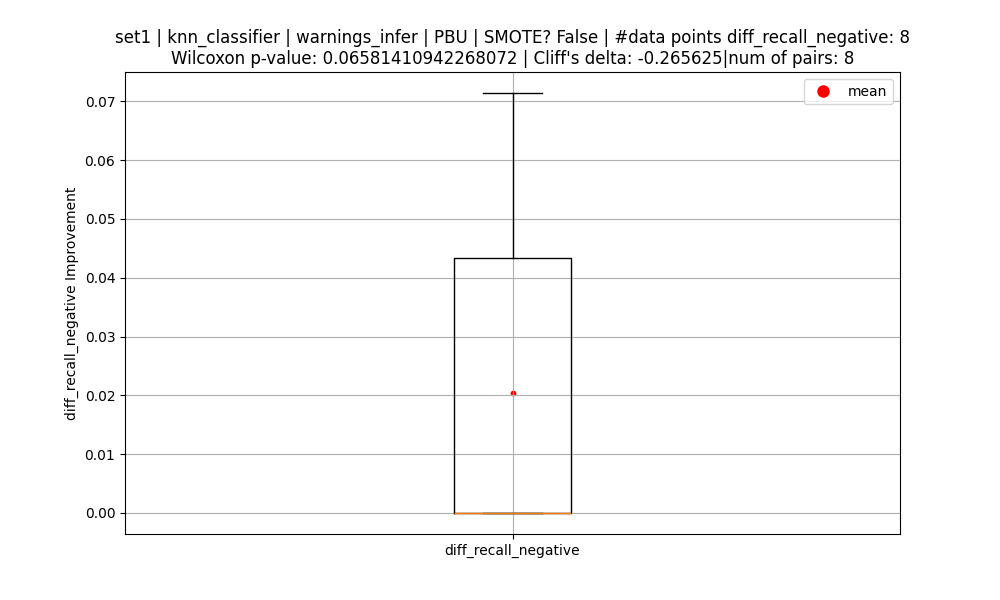 set1 | knn_classifier | warnings_infer | PBU | SMOTE? False | #data points diff_recall_negative: 8
Wilcoxon p-value: 0.06581410942268072 | Cliff's delta: -0.265625|num of pairs: 8
mean
0.07
0.06
0.05
0.04
0.03
0.02
0.01
0.00
diff_recall_negative Improvement
diff_recall_negative